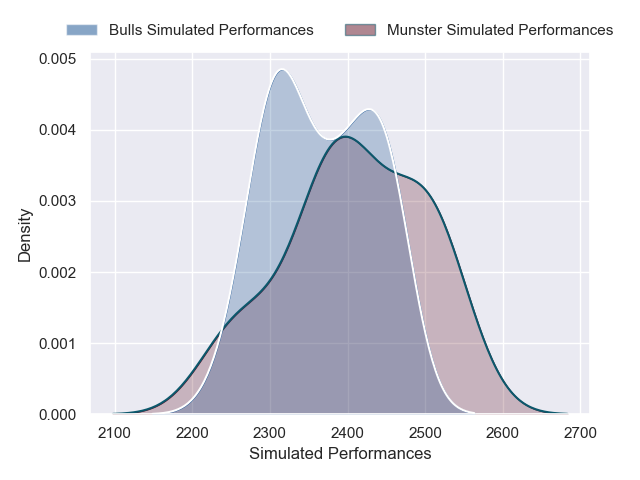 Bulls Simulated Performances Munster Simulated Performances
0.005
0.004
0.003
0.002
0.001
0.000
Density
2100 2200 2300 2400 2500 2600 2700
Simulated Performances